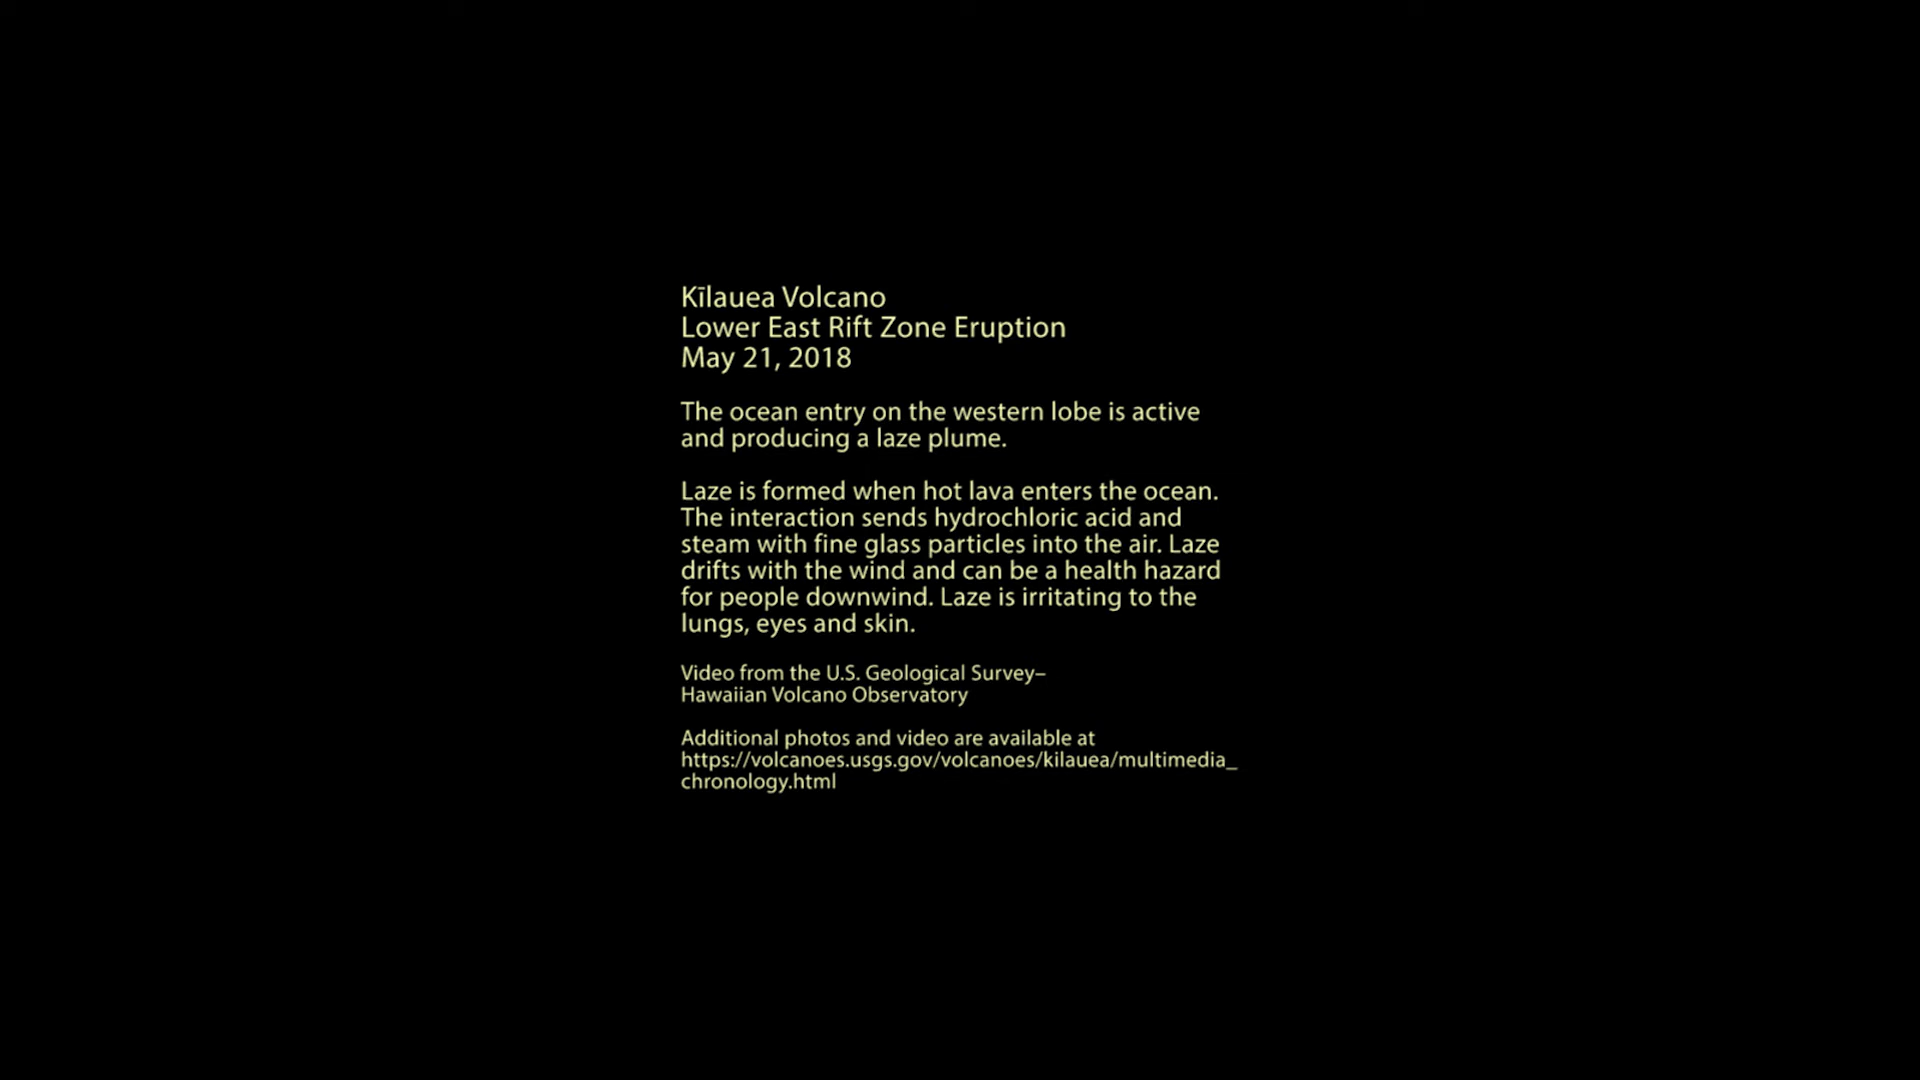 Kīlauea Volcano
Lower East Rift Zone Eruption
May 21, 2018
The ocean entry on the western lobe is active
and producing a laze plume.
Laze is formed when hot lava enters the ocean.
The interaction sends hydrochloric acid and
steam with fine glass particles into the air. Laze
drifts with the wind and can be a health hazard
for people downwind. Laze is irritating to the
lungs, eyes and skin.
Video from the U.S. Geological Survey–
Hawaiian Volcano Observatory
Additional photos and video are available at
https://volcanoes.usgs.gov/volcanoes/kilauea/multimedia_
chronology.html